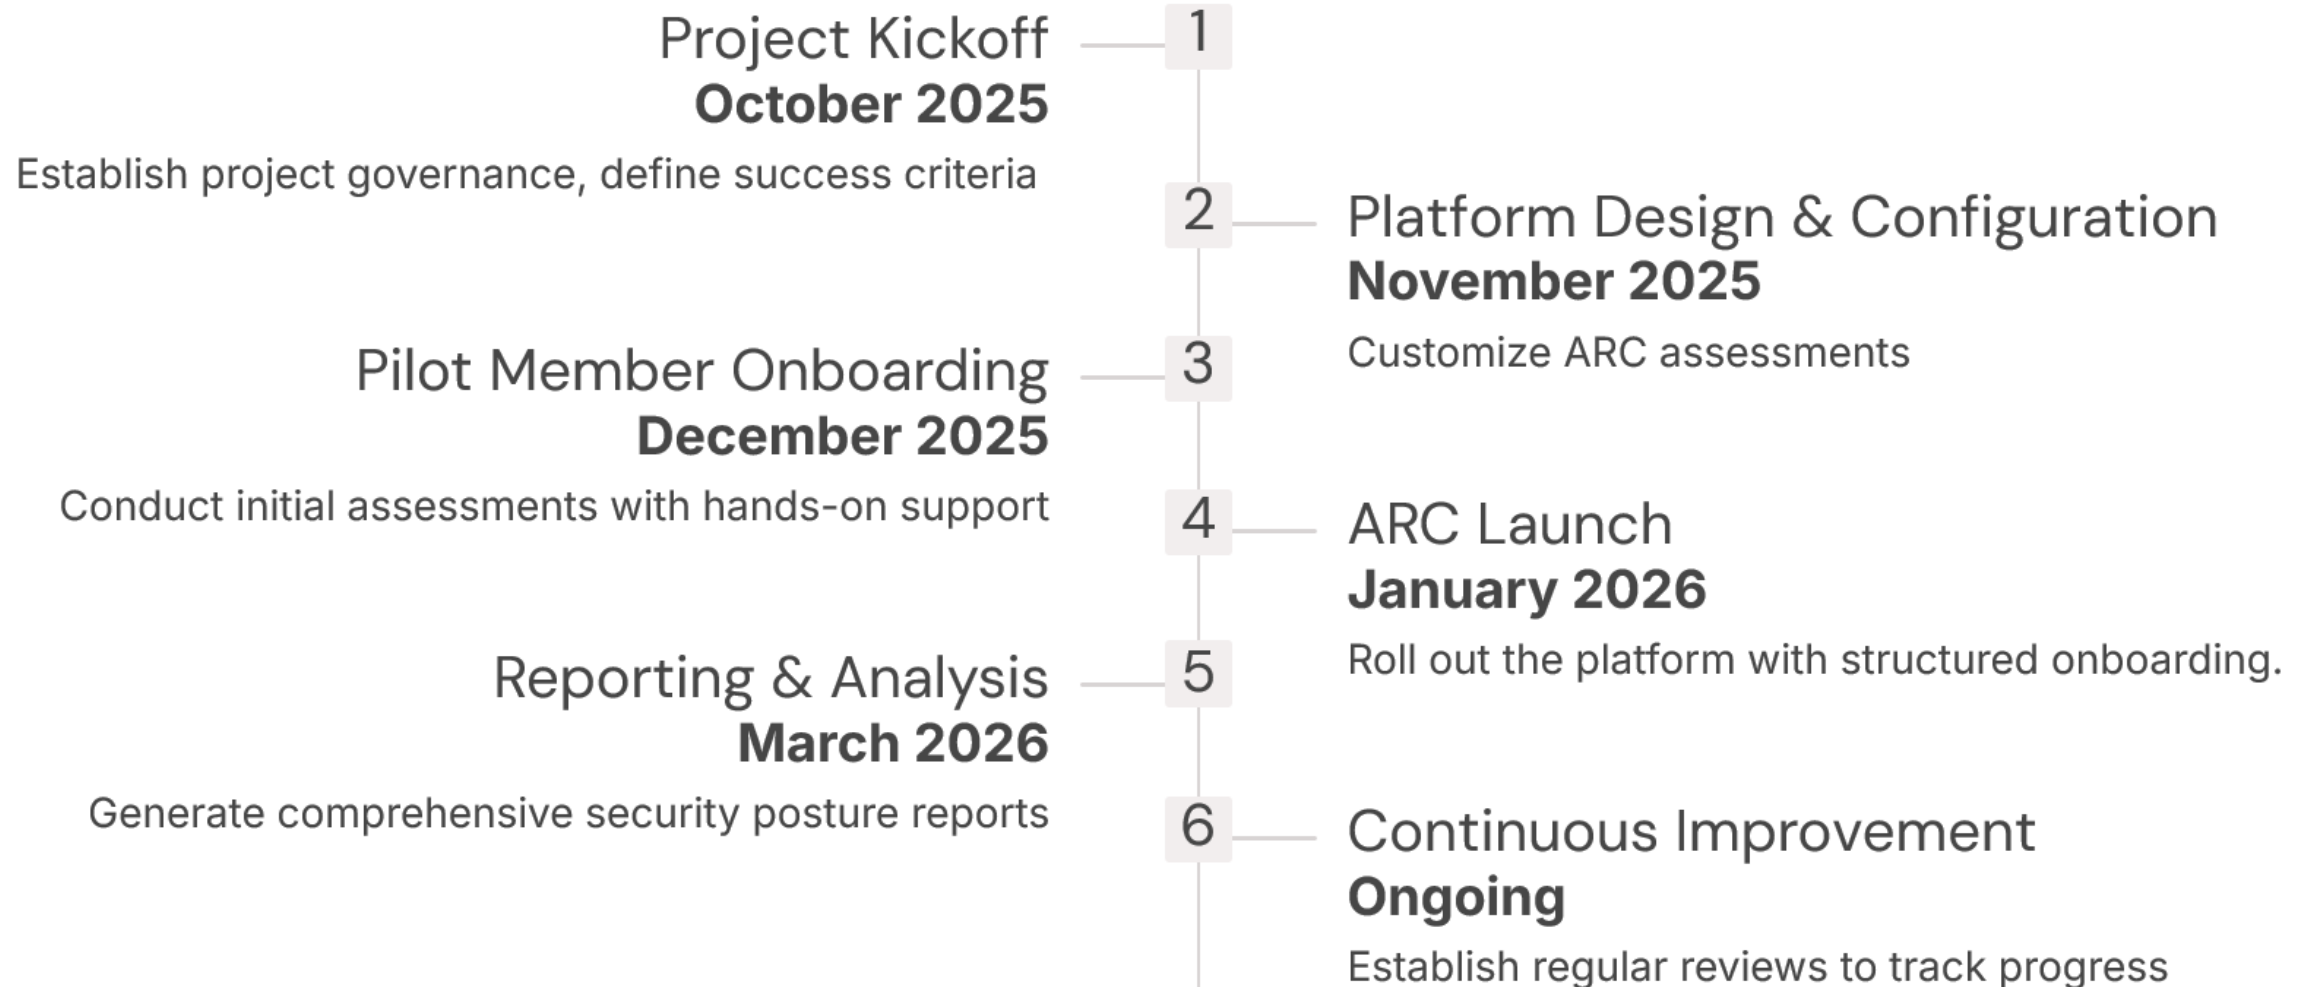 Project Kickoff
October 2025
Establish project governance, define success criteria
1
2
Platform Design & Configuration
November 2025
Customize ARC assessments
Pilot Member Onboarding
December 2025
Conduct initial assessments with hands-on support
3
4
ARC Launch
January 2026
Roll out the platform with structured onboarding.
Reporting & Analysis
March 2026
Generate comprehensive security posture reports
5
6
Continuous Improvement
Ongoing
Establish regular reviews to track progress